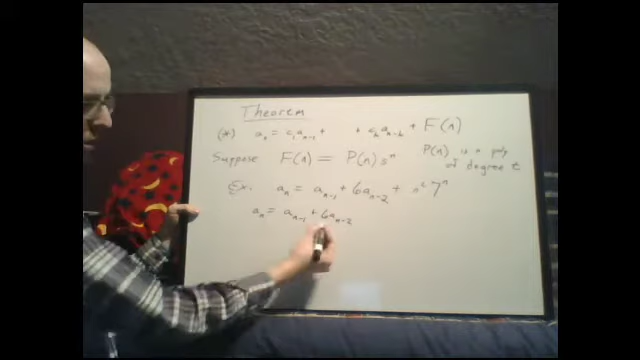 Theorem
(*) aₙ = c₁aₙ₋₁ + + cₖaₙ₋ₖ + F(n)
Suppose F(n) = P(n) sⁿ P(n) is a poly of degree t
Ex. aₙ = aₙ₋₁ + 6aₙ₋₂ + n² 7ⁿ
aₙ = aₙ₋₁ + 6aₙ₋₂